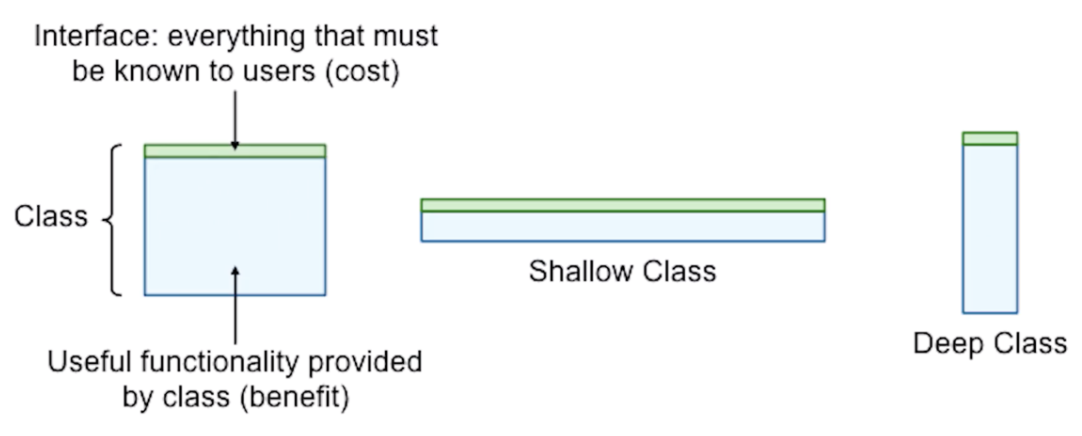 Interface: everything that must
be known to users (cost)
Class
Shallow Class
Deep Class
Useful functionality provided
by class (benefit)